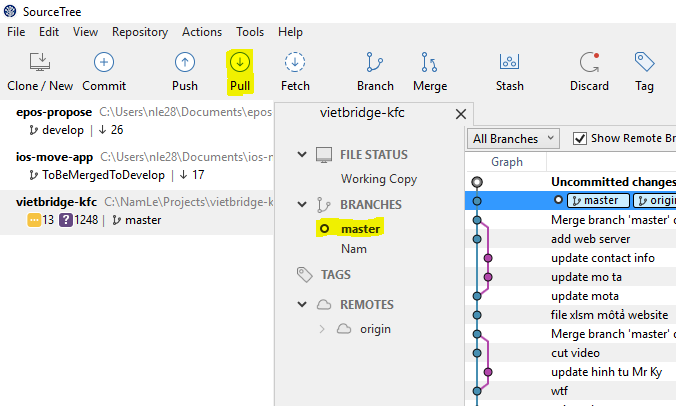 SourceTree
File Edit View Repository Actions Tools Help
Clone / New Commit Push Pull Fetch Branch Merge Stash Discard Tag
epos-propose C:\Users\nle28\Documents\epos
develop | ↓ 26
ios-move-app C:\Users\nle28\Documents\ios-m
ToBeMergedToDevelop | ↓ 17
vietbridge-kfc C:\NamLe\Projects\vietbridge-k
... 13 ? 1248 | master
vietbridge-kfc
FILE STATUS
Working Copy
BRANCHES
master
Nam
TAGS
REMOTES
origin
All Branches Show Remote Br
Graph
Uncommitted changes
master origin
Merge branch 'master' o
add web server
update contact info
update mo ta
update mota
file xlsm môtả website
Merge branch 'master' o
cut video
update hinh tu Mr Ky
wtf